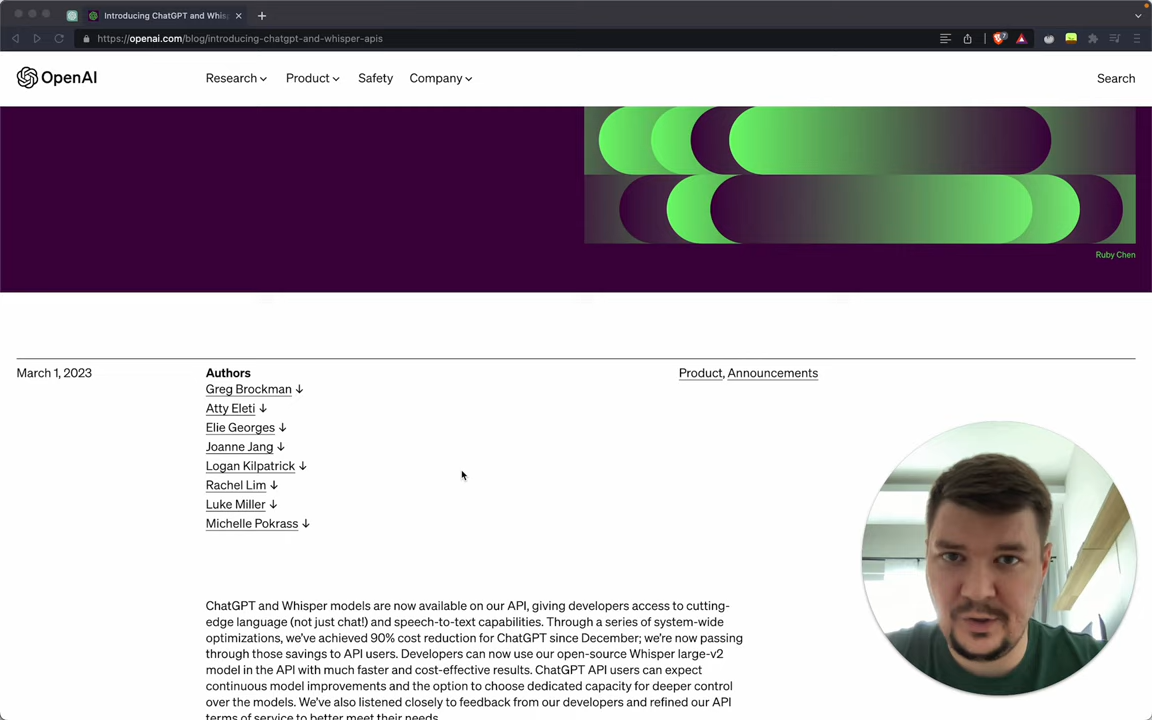 Introducing ChatGPT and Whis
https://openai.com/blog/introducing-chatgpt-and-whisper-apis
OpenAI
Research
Product
Safety
Company
Search
Ruby Chen
March 1, 2023
Authors
Greg Brockman ↓
Atty Eleti ↓
Elie Georges ↓
Joanne Jang ↓
Logan Kilpatrick ↓
Rachel Lim ↓
Luke Miller ↓
Michelle Pokrass ↓
Product, Announcements
ChatGPT and Whisper models are now available on our API, giving developers access to cutting-
edge language (not just chat!) and speech-to-text capabilities. Through a series of system-wide
optimizations, we've achieved 90% cost reduction for ChatGPT since December; we're now passing
through those savings to API users. Developers can now use our open-source Whisper large-v2
model in the API with much faster and cost-effective results. ChatGPT API users can expect
continuous model improvements and the option to choose dedicated capacity for deeper control
over the models. We've also listened closely to feedback from our developers and refined our API
terms of service to better meet their needs.